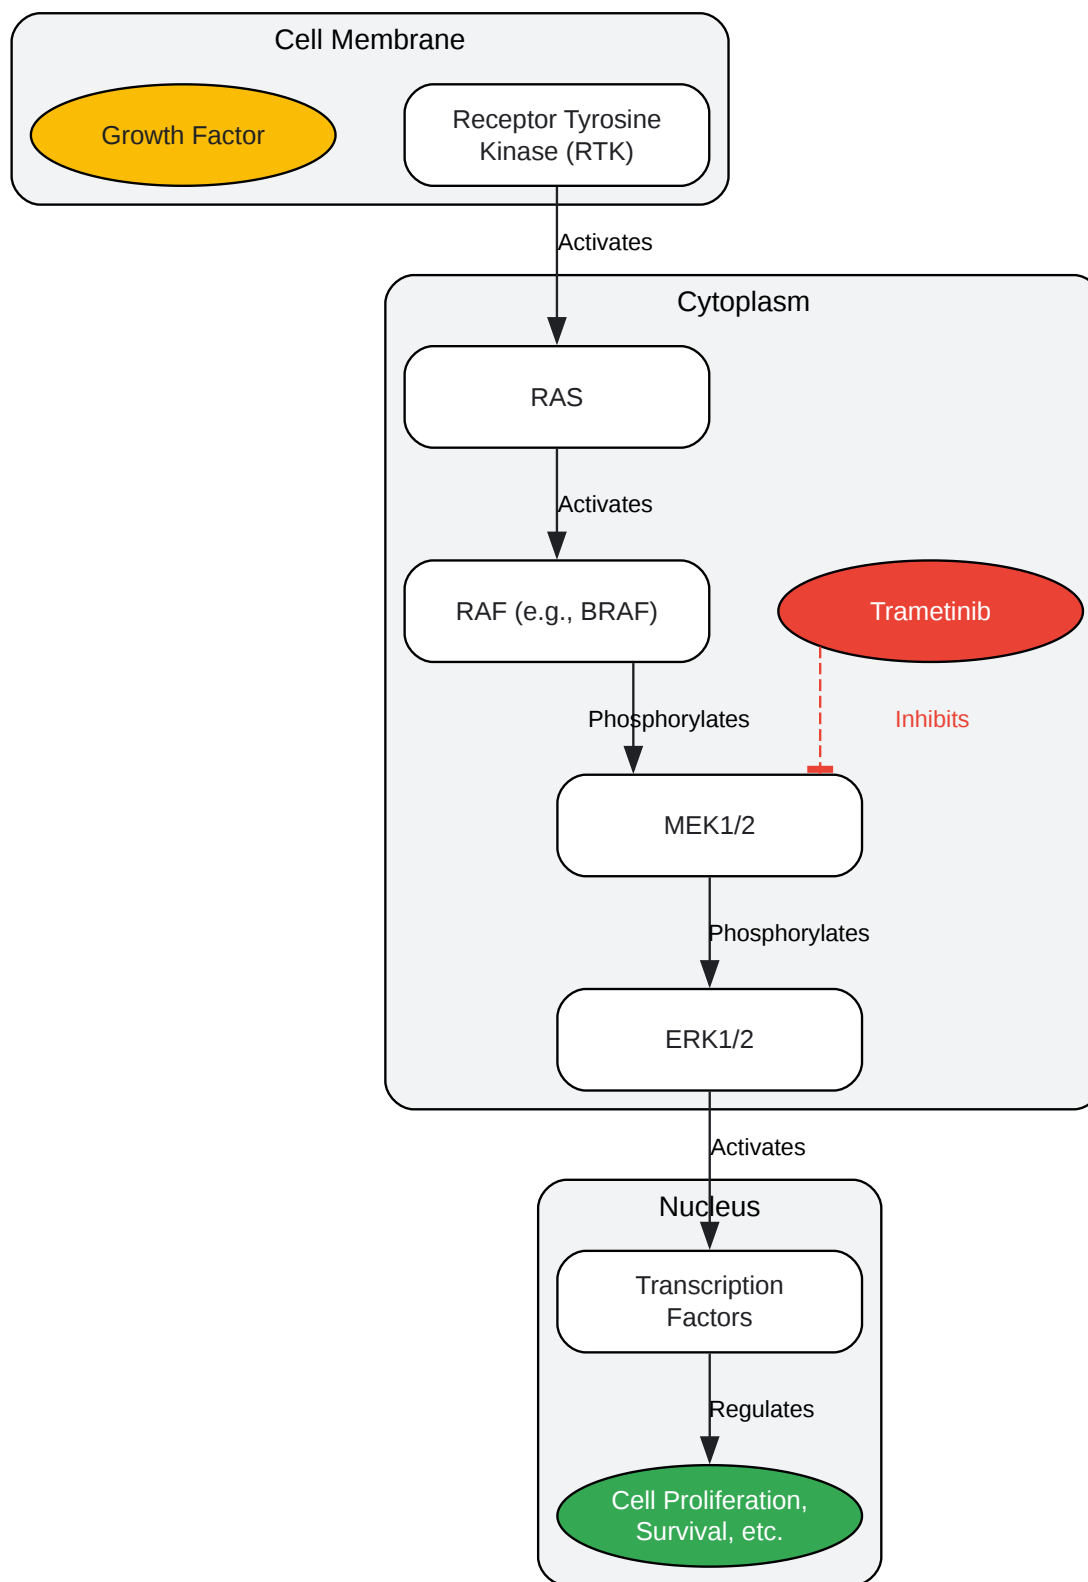 Cell Membrane
Growth Factor
Receptor Tyrosine
Kinase (RTK)
Activates
Cytoplasm
RAS
Activates
RAF (e.g., BRAF)
Trametinib
Phosphorylates
Inhibits
MEK1/2
Phosphorylates
ERK1/2
Activates
Nucleus
Transcription
Factors
Regulates
Cell Proliferation,
Survival, etc.